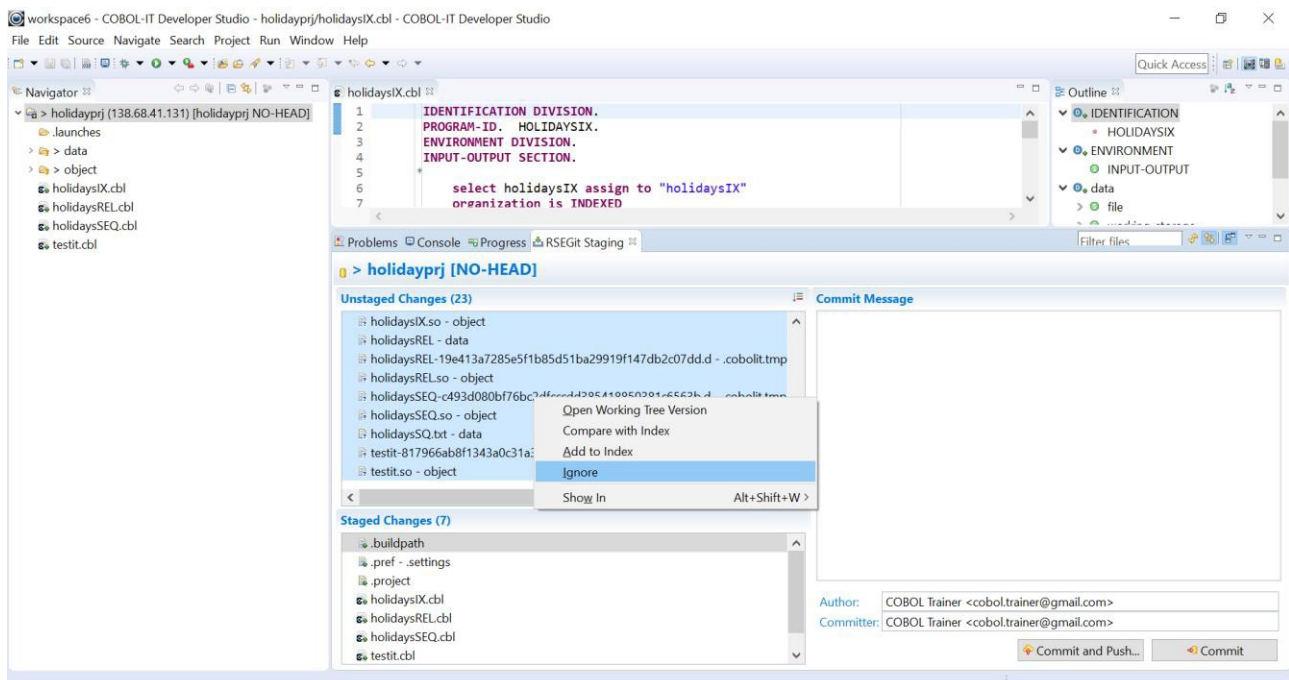 workspace6 - COBOL-IT Developer Studio - holidayprj/holidaysIX.cbl - COBOL-IT Developer Studio
File Edit Source Navigate Search Project Run Window Help
Quick Access
Navigator
> holidayprj (138.68.41.131) [holidayprj NO-HEAD]
.launches
> data
> object
holidaysIX.cbl
holidaysREL.cbl
holidaysSEQ.cbl
testit.cbl
holidaysIX.cbl
1 IDENTIFICATION DIVISION.
2 PROGRAM-ID. HOLIDAYSIX.
3 ENVIRONMENT DIVISION.
4 INPUT-OUTPUT SECTION.
5 *
6 select holidaysIX assign to "holidaysIX"
7 organization is INDEXED
Outline
IDENTIFICATION
HOLIDAYSIX
ENVIRONMENT
INPUT-OUTPUT
data
file
Problems Console Progress RSEGit Staging
Filter files
> holidayprj [NO-HEAD]
Unstaged Changes (23)
holidaysIX.so - object
holidaysREL - data
holidaysREL-19e413a7285e5f1b85d51ba29919f147db2c07dd.d - .cobolit.tmp
holidaysREL.so - object
holidaysSEQ-c493d080bf76bc
holidaysSEQ.so - object
holidaysSQ.txt - data
testit-817966ab8f1343a0c31a
testit.so - object
Open Working Tree Version
Compare with Index
Add to Index
Ignore
Show In Alt+Shift+W >
Staged Changes (7)
.buildpath
.pref - .settings
.project
holidaysIX.cbl
holidaysREL.cbl
holidaysSEQ.cbl
testit.cbl
Commit Message
Author: COBOL Trainer <cobol.trainer@gmail.com>
Committer: COBOL Trainer <cobol.trainer@gmail.com>
Commit and Push... Commit